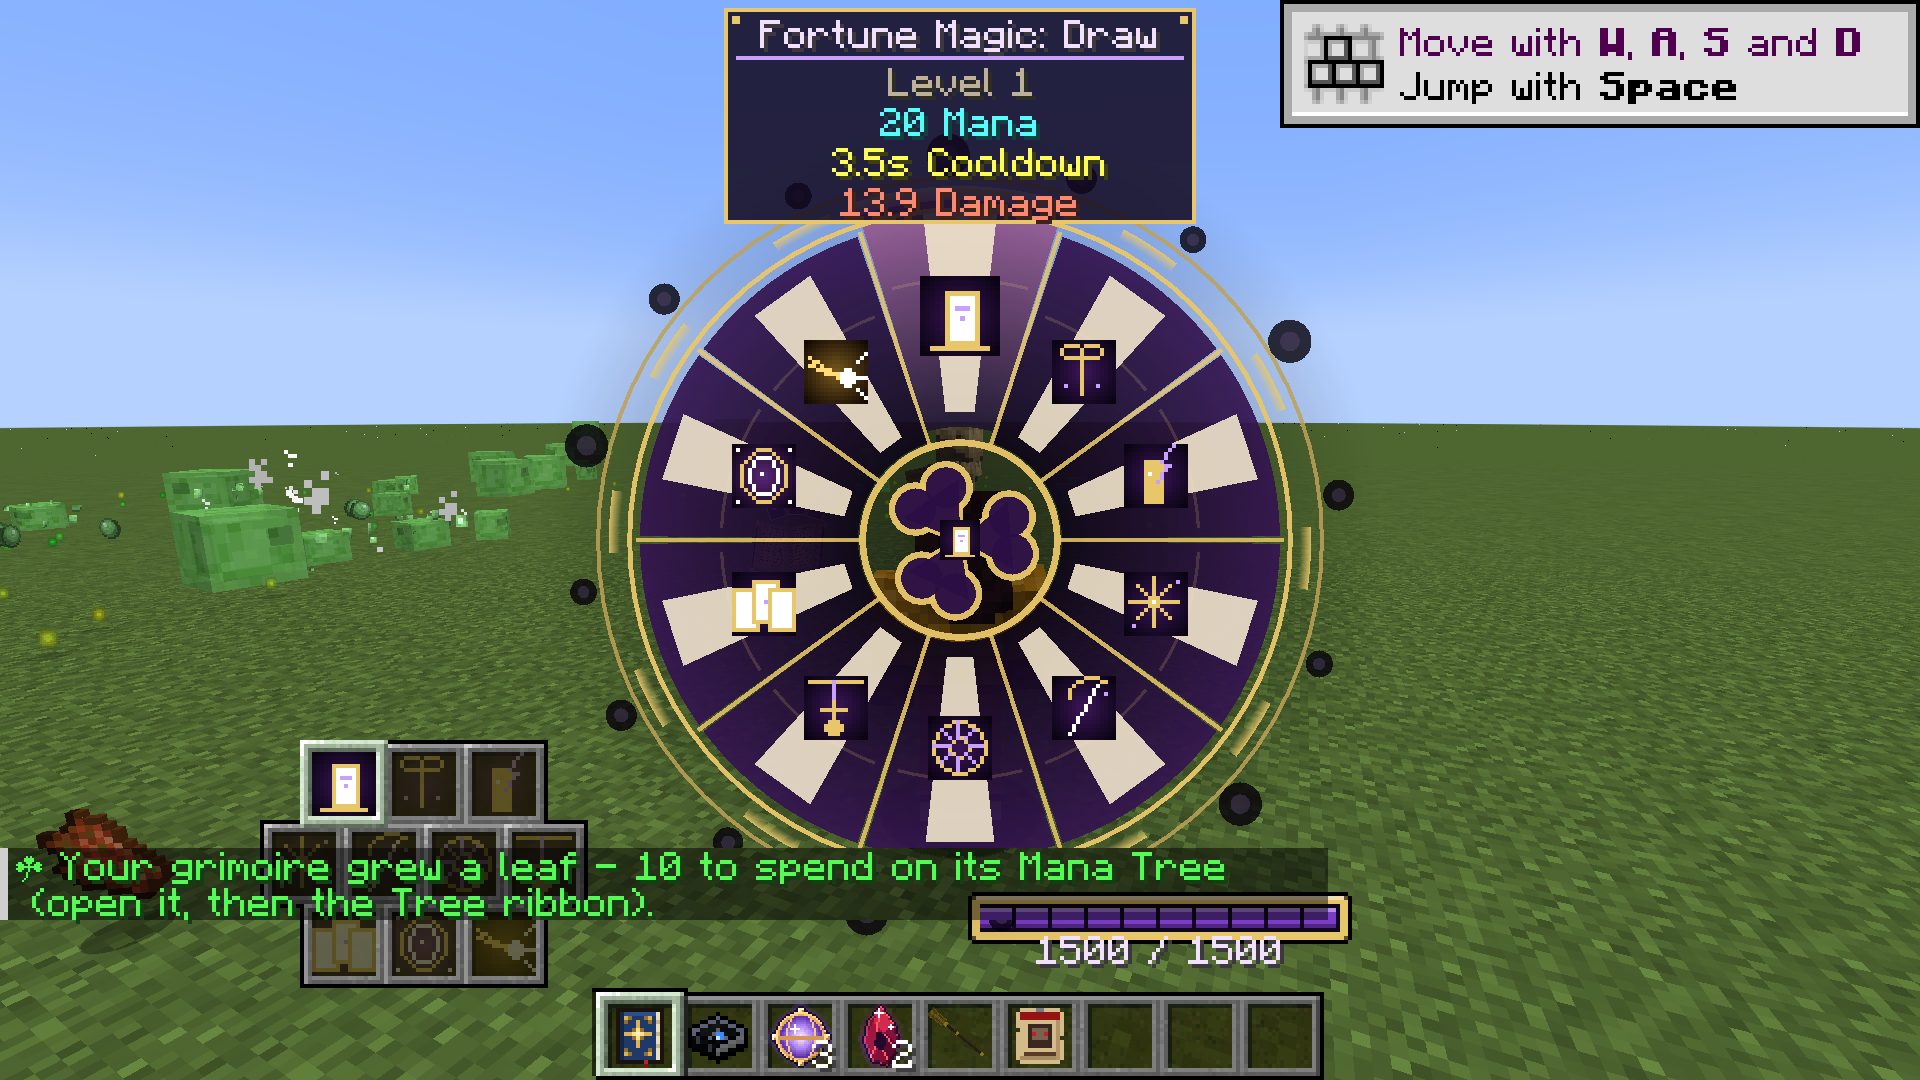 Fortune Magic: Draw
Level 1
20 Mana
3.5s Cooldown
13.9 Damage
Move with W, A, S and D
Jump with Space
☘ Your grimoire grew a leaf — 10 to spend on its Mana Tree
(open it, then the Tree ribbon).
1500 / 1500
3
2